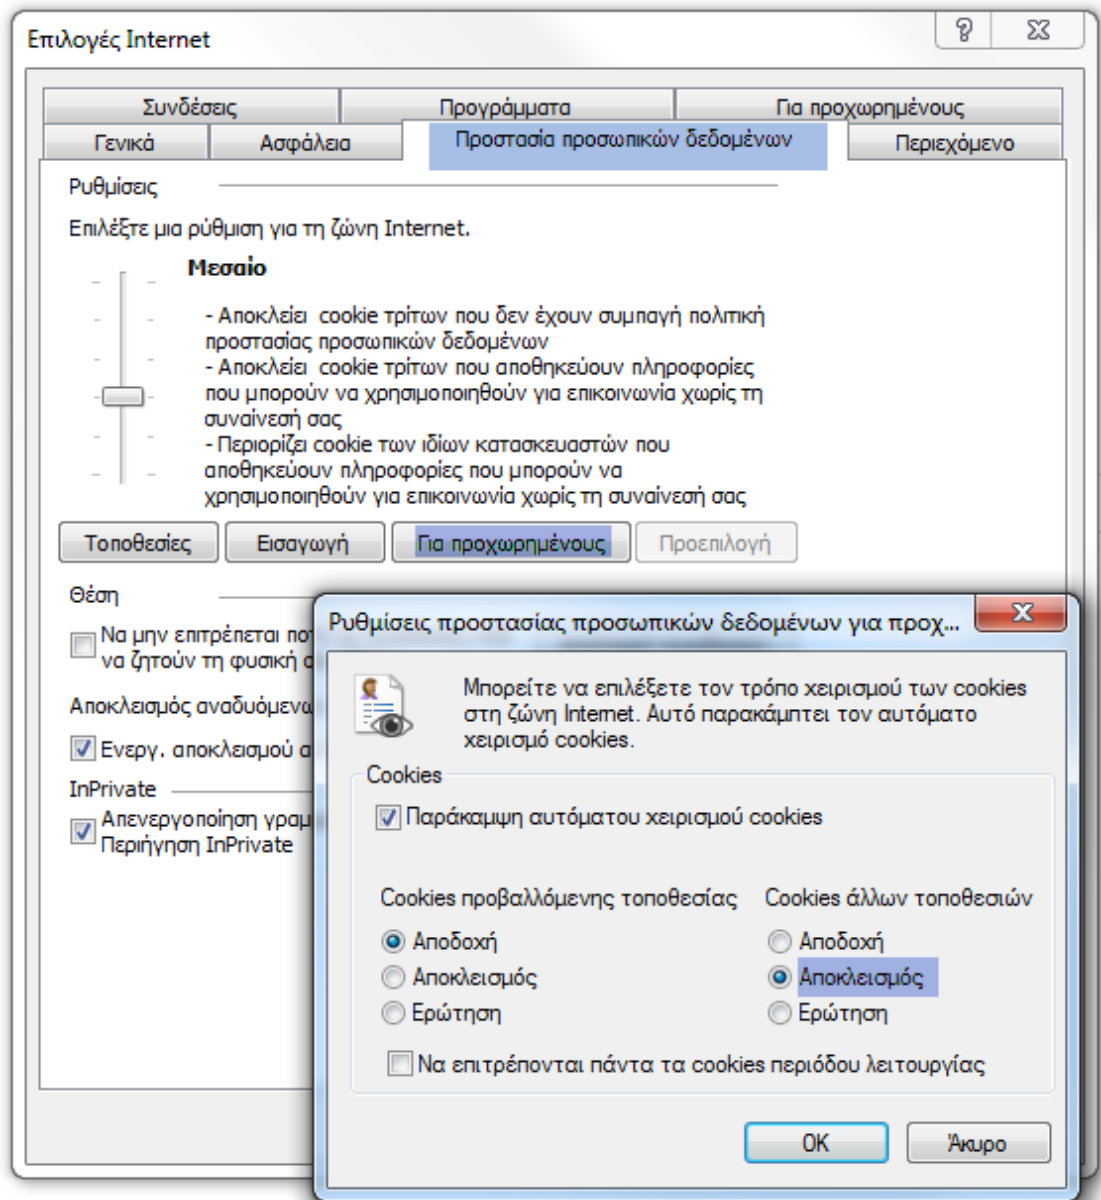 Επιλογές Internet
Συνδέσεις Προγράμματα Για προχωρημένους
Γενικά Ασφάλεια Προστασία προσωπικών δεδομένων Περιεχόμενο
Ρυθμίσεις
Επιλέξτε μια ρύθμιση για τη ζώνη Internet.
Μεσαίο
- Αποκλείει cookie τρίτων που δεν έχουν συμπαγή πολιτική
προστασίας προσωπικών δεδομένων
- Αποκλείει cookie τρίτων που αποθηκεύουν πληροφορίες
που μπορούν να χρησιμοποιηθούν για επικοινωνία χωρίς τη
συναίνεσή σας
- Περιορίζει cookie των ιδίων κατασκευαστών που
αποθηκεύουν πληροφορίες που μπορούν να
χρησιμοποιηθούν για επικοινωνία χωρίς τη συναίνεσή σας
Τοποθεσίες Εισαγωγή Για προχωρημένους Προεπιλογή
Θέση
Να μην επιτρέπεται
να ζητούν τη φυσική
Αποκλεισμός
Ενεργ. αποκλεισμού
InPrivate
Απενεργοποίηση
Περιήγηση InPrivate
Ρυθμίσεις προστασίας προσωπικών δεδομένων για προχ...
Μπορείτε να επιλέξετε τον τρόπο χειρισμού των cookies
στη ζώνη Internet. Αυτό παρακάμπτει τον αυτόματο
χειρισμό cookies.
Cookies
Παράκαμψη αυτόματου χειρισμού cookies
Cookies προβαλλόμενης τοποθεσίας Cookies άλλων τοποθεσιών
Αποδοχή Αποδοχή
Αποκλεισμός Αποκλεισμός
Ερώτηση Ερώτηση
Να επιτρέπονται πάντα τα cookies περιόδου λειτουργίας
OK Άκυρο